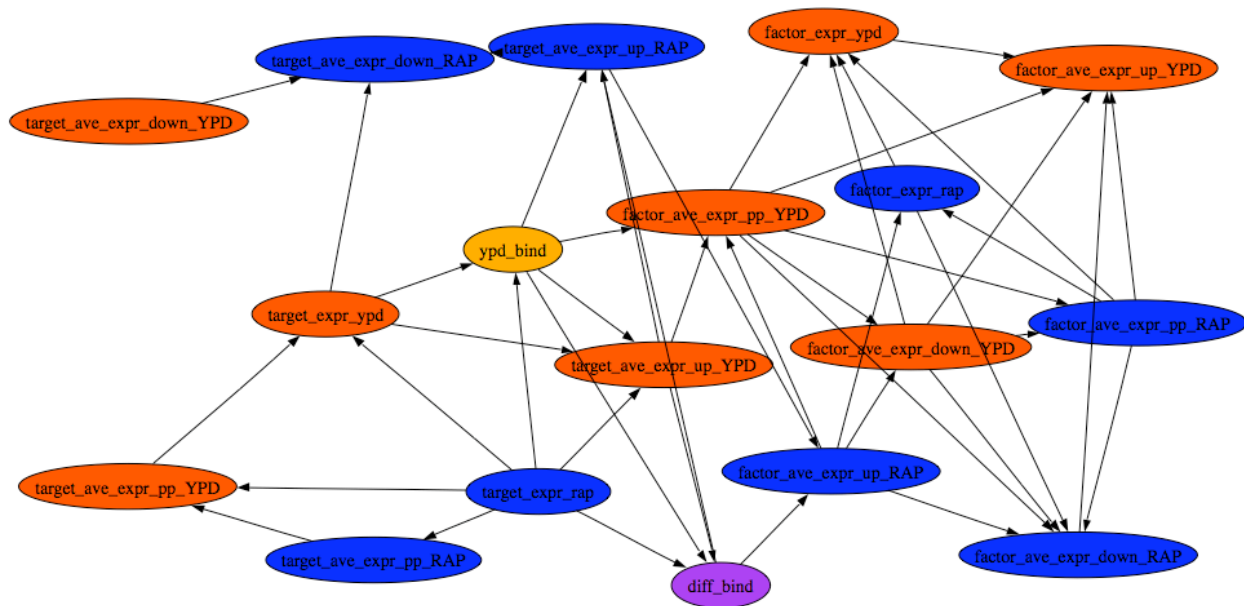 factor_expr_ypd
target_ave_expr_up_RAP
target_ave_expr_down_RAP
factor_ave_expr_up_YPD
target_ave_expr_down_YPD
factor_expr_rap
factor_ave_expr_pp_YPD
ypd_bind
target_expr_ypd
factor_ave_expr_pp_RAP
factor_ave_expr_down_YPD
target_ave_expr_up_YPD
factor_ave_expr_up_RAP
target_ave_expr_pp_YPD
target_expr_rap
factor_ave_expr_down_RAP
target_ave_expr_pp_RAP
diff_bind